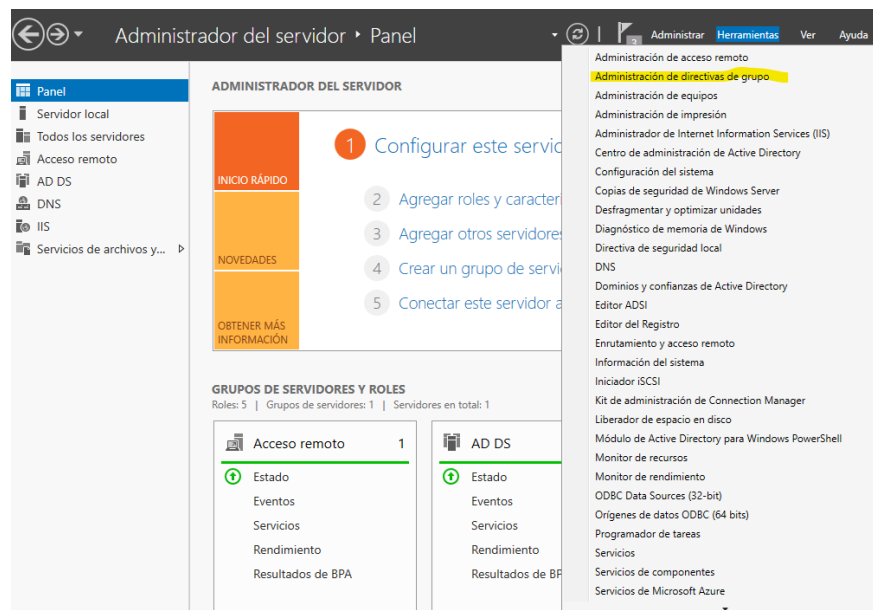 Administrador del servidor ‣ Panel
Administrar Herramientas Ver Ayuda
Panel
Servidor local
Todos los servidores
Acceso remoto
AD DS
DNS
IIS
Servicios de archivos y...
ADMINISTRADOR DEL SERVIDOR
INICIO RÁPIDO
NOVEDADES
OBTENER MÁS
INFORMACIÓN
1 Configurar este servic
2 Agregar roles y caracterí
3 Agregar otros servidores
4 Crear un grupo de servi
5 Conectar este servidor a
GRUPOS DE SERVIDORES Y ROLES
Roles: 5 | Grupos de servidores: 1 | Servidores en total: 1
Acceso remoto 1
Estado
Eventos
Servicios
Rendimiento
Resultados de BPA
AD DS
Estado
Eventos
Servicios
Rendimiento
Resultados de BP
Administración de acceso remoto
Administración de directivas de grupo
Administración de equipos
Administración de impresión
Administrador de Internet Information Services (IIS)
Centro de administración de Active Directory
Configuración del sistema
Copias de seguridad de Windows Server
Desfragmentar y optimizar unidades
Diagnóstico de memoria de Windows
Directiva de seguridad local
DNS
Dominios y confianzas de Active Directory
Editor ADSI
Editor del Registro
Enrutamiento y acceso remoto
Información del sistema
Iniciador iSCSI
Kit de administración de Connection Manager
Liberador de espacio en disco
Módulo de Active Directory para Windows PowerShell
Monitor de recursos
Monitor de rendimiento
ODBC Data Sources (32-bit)
Orígenes de datos ODBC (64 bits)
Programador de tareas
Servicios
Servicios de componentes
Servicios de Microsoft Azure